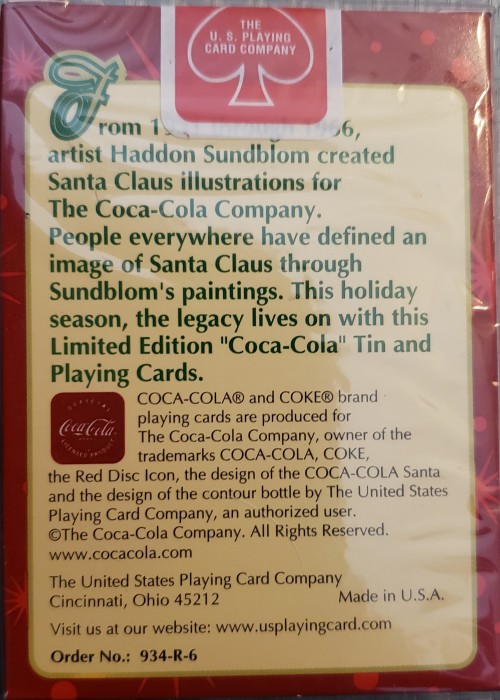 THE
U. S. PLAYING
CARD COMPANY
From through
artist Haddon Sundblom created
Santa Claus illustrations for
The Coca-Cola Company.
People everywhere have defined an
image of Santa Claus through
Sundblom's paintings. This holiday
season, the legacy lives on with this
Limited Edition "Coca-Cola" Tin and
Playing Cards.
OFFICIAL
Coca-Cola
LICENSED PRODUCT
COCA-COLA® and COKE® brand
playing cards are produced for
The Coca-Cola Company, owner of the
trademarks COCA-COLA, COKE,
the Red Disc Icon, the design of the COCA-COLA Santa
and the design of the contour bottle by The United States
Playing Card Company, an authorized user.
©The Coca-Cola Company. All Rights Reserved.
www.cocacola.com
The United States Playing Card Company
Cincinnati, Ohio 45212 Made in U.S.A.
Visit us at our website: www.usplayingcard.com
Order No.: 934-R-6